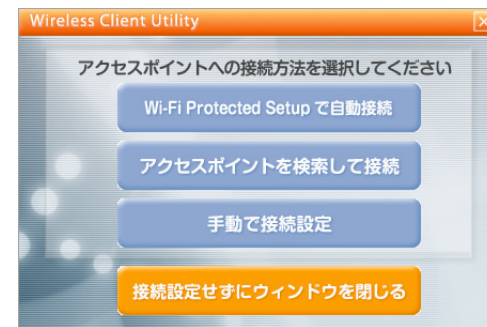 Wireless Client Utility
アクセスポイントへの接続方法を選択してください
Wi-Fi Protected Setup で自動接続
アクセスポイントを検索して接続
手動で接続設定
接続設定せずにウィンドウを閉じる